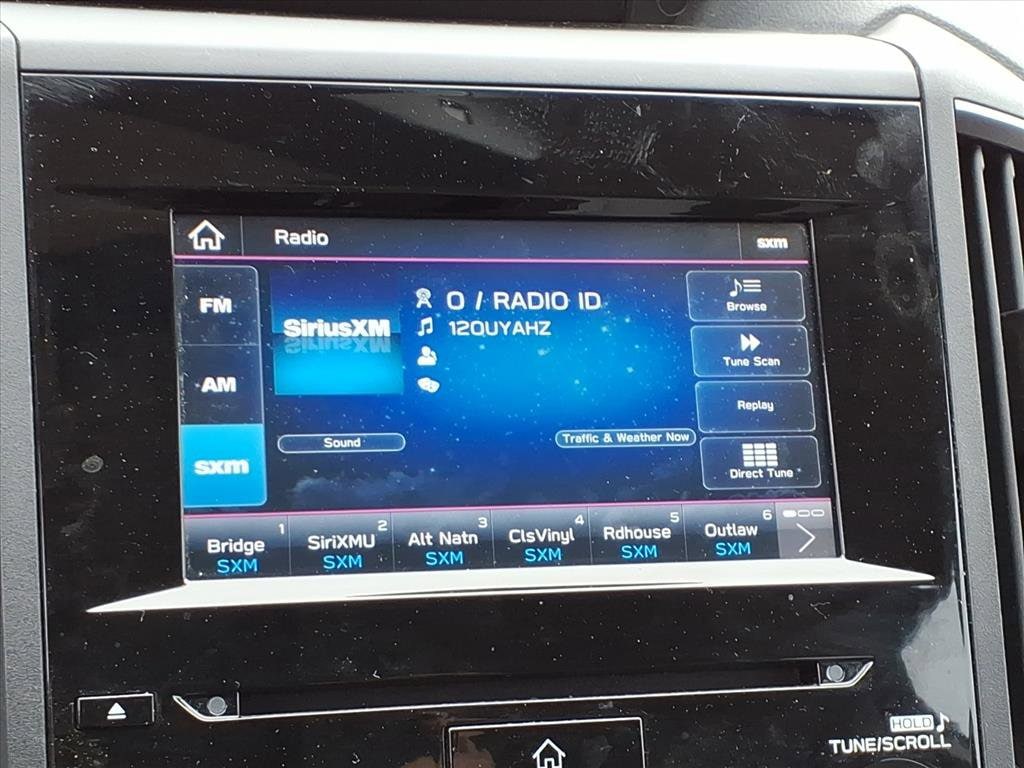 Radio
sxm
FM
AM
sxm
SiriusXM
0 / RADIO ID
120UYAHZ
Sound
Traffic & Weather Now
Browse
Tune Scan
Replay
Direct Tune
1
Bridge
SXM
2
SiriXMU
SXM
3
Alt Natn
SXM
4
ClsVinyl
SXM
5
Rdhouse
SXM
6
Outlaw
SXM
HOLD
TUNE/SCROLL